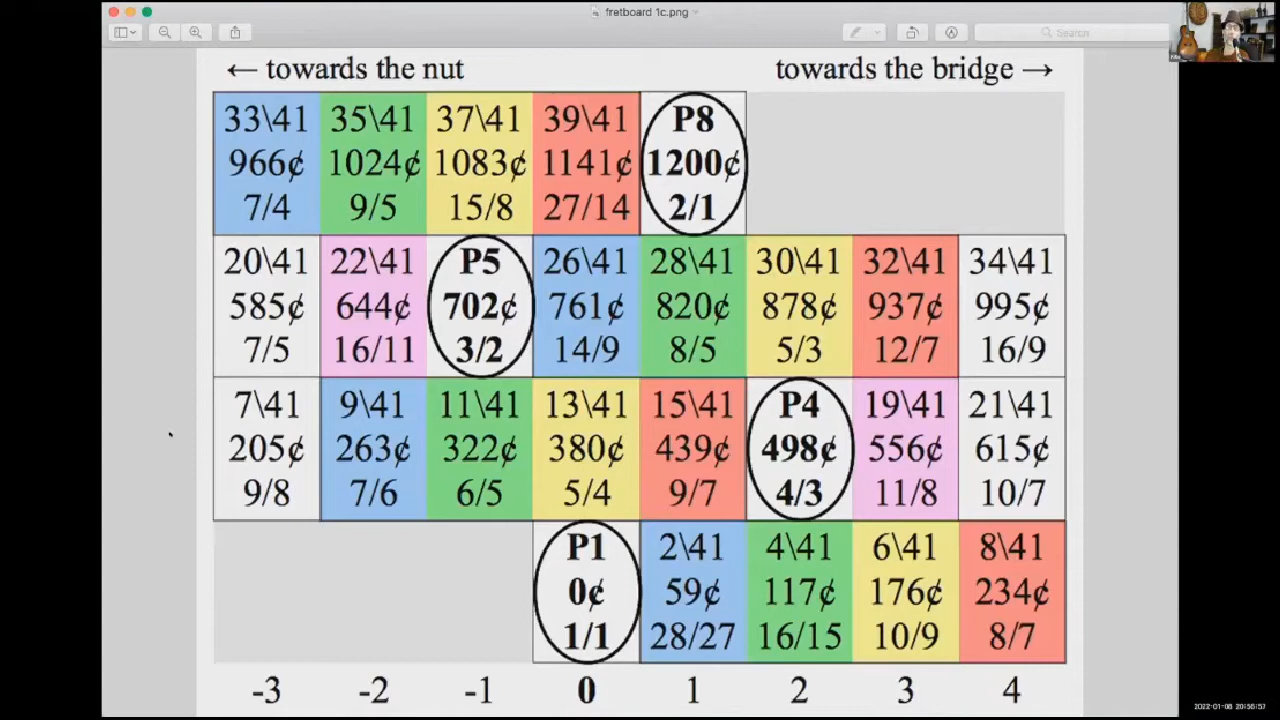 fretboard 1c.png
Search
← towards the nut towards the bridge →
33\41 35\41 37\41 39\41 P8
966¢ 1024¢ 1083¢ 1141¢ 1200¢
7/4 9/5 15/8 27/14 2/1
20\41 22\41 P5 26\41 28\41 30\41 32\41 34\41
585¢ 644¢ 702¢ 761¢ 820¢ 878¢ 937¢ 995¢
7/5 16/11 3/2 14/9 8/5 5/3 12/7 16/9
7\41 9\41 11\41 13\41 15\41 P4 19\41 21\41
205¢ 263¢ 322¢ 380¢ 439¢ 498¢ 556¢ 615¢
9/8 7/6 6/5 5/4 9/7 4/3 11/8 10/7
P1 2\41 4\41 6\41 8\41
0¢ 59¢ 117¢ 176¢ 234¢
1/1 28/27 16/15 10/9 8/7
-3 -2 -1 0 1 2 3 4